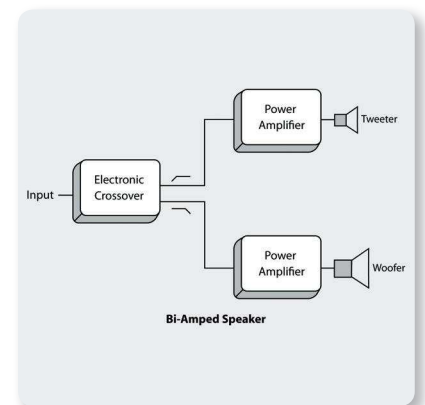 Power
Amplifier
Tweeter
Electronic
Crossover
Input
Power
Amplifier
Woofer
Bi-Amped Speaker